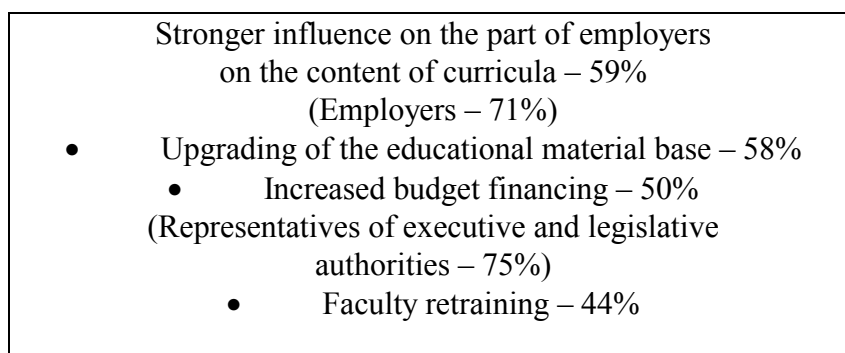 Stronger influence on the part of employers
on the content of curricula – 59%
(Employers – 71%)
• Upgrading of the educational material base – 58%
• Increased budget financing – 50%
(Representatives of executive and legislative
authorities – 75%)
• Faculty retraining – 44%